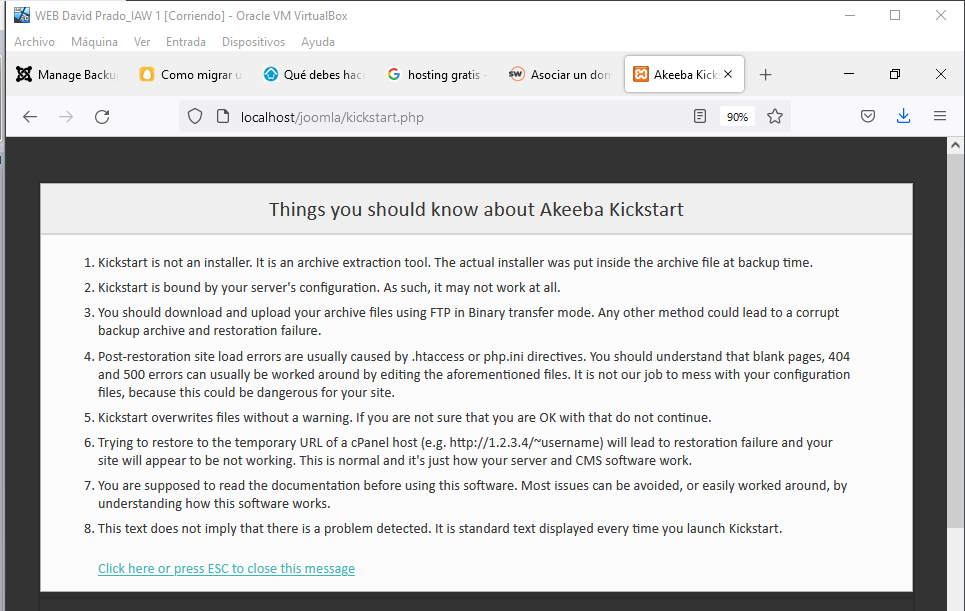 WEB David Prado_IAW 1 [Corriendo] - Oracle VM VirtualBox
Archivo Máquina Ver Entrada Dispositivos Ayuda
Manage Backu Como migrar u Qué debes hace hosting gratis - Asociar un don Akeeba Kicks
localhost/joomla/kickstart.php 90%
Things you should know about Akeeba Kickstart
1. Kickstart is not an installer. It is an archive extraction tool. The actual installer was put inside the archive file at backup time.
2. Kickstart is bound by your server's configuration. As such, it may not work at all.
3. You should download and upload your archive files using FTP in Binary transfer mode. Any other method could lead to a corrupt
backup archive and restoration failure.
4. Post-restoration site load errors are usually caused by .htaccess or php.ini directives. You should understand that blank pages, 404
and 500 errors can usually be worked around by editing the aforementioned files. It is not our job to mess with your configuration
files, because this could be dangerous for your site.
5. Kickstart overwrites files without a warning. If you are not sure that you are OK with that do not continue.
6. Trying to restore to the temporary URL of a cPanel host (e.g. http://1.2.3.4/~username) will lead to restoration failure and your
site will appear to be not working. This is normal and it's just how your server and CMS software work.
7. You are supposed to read the documentation before using this software. Most issues can be avoided, or easily worked around, by
understanding how this software works.
8. This text does not imply that there is a problem detected. It is standard text displayed every time you launch Kickstart.
Click here or press ESC to close this message